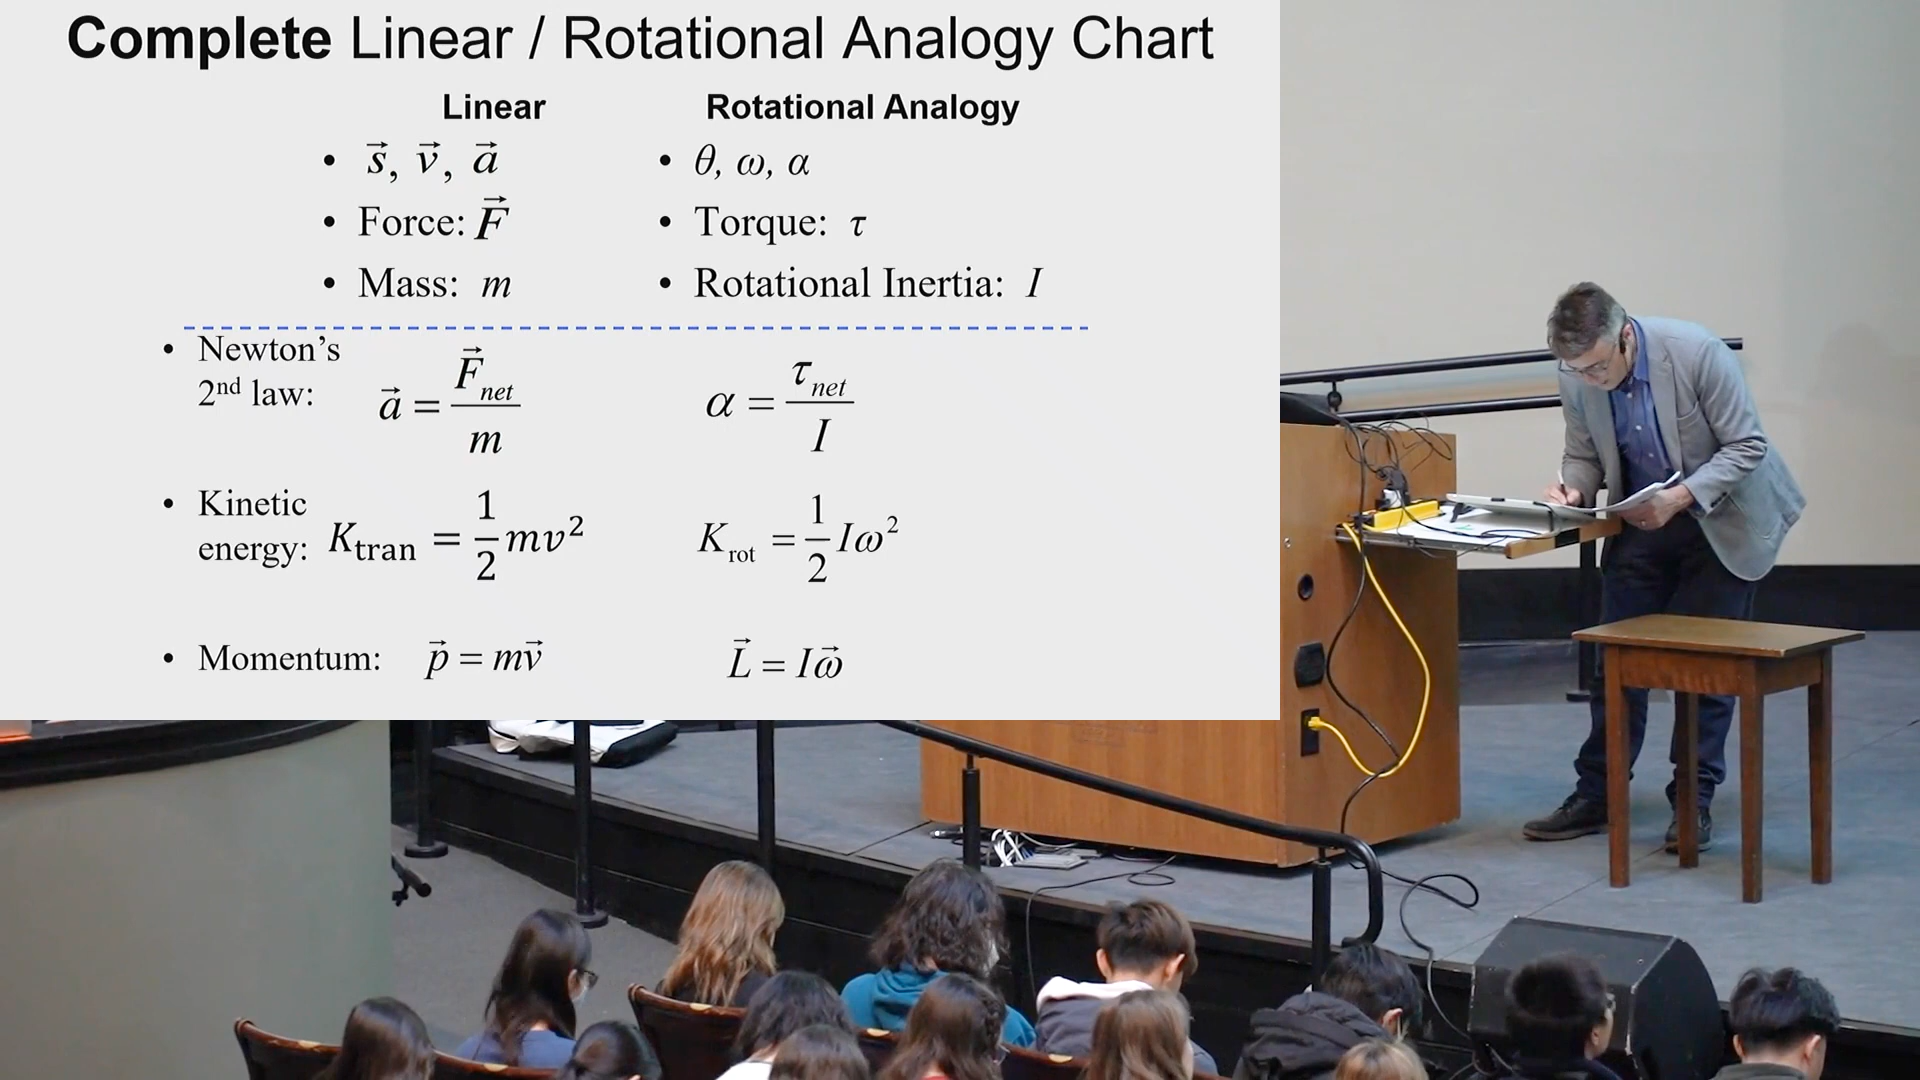 Complete Linear / Rotational Analogy Chart
Linear Rotational Analogy
• s⃗, v⃗, a⃗ • θ, ω, α
• Force: F⃗ • Torque: τ
• Mass: m • Rotational Inertia: I
• Newton’s 2nd law: a⃗ = F⃗net / m α = τnet / I
• Kinetic energy: Ktran = 1/2 mv² Krot = 1/2 Iω²
• Momentum: p⃗ = mv⃗ L⃗ = Iω⃗